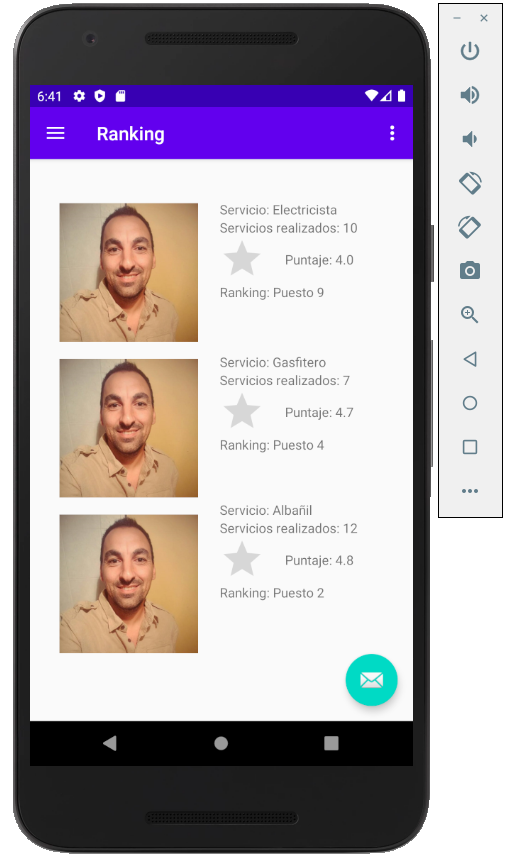 6:41
Ranking
Servicio: Electricista
Servicios realizados: 10
Puntaje: 4.0
Ranking: Puesto 9
Servicio: Gasfitero
Servicios realizados: 7
Puntaje: 4.7
Ranking: Puesto 4
Servicio: Albañil
Servicios realizados: 12
Puntaje: 4.8
Ranking: Puesto 2